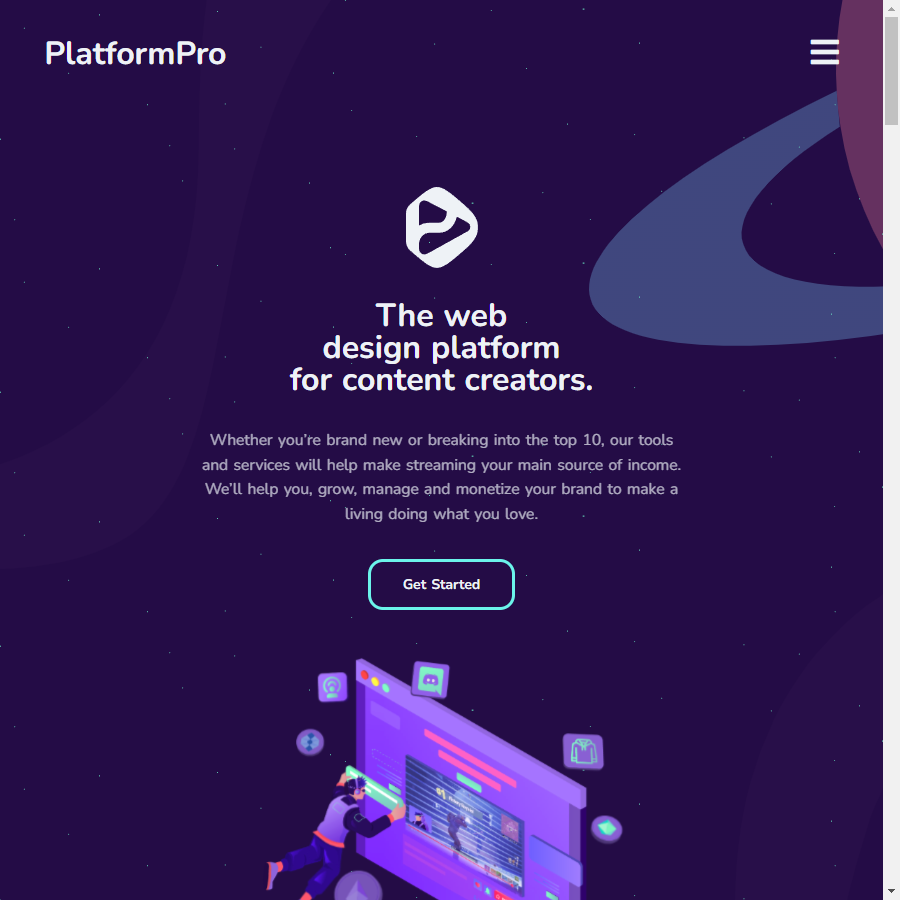 PlatformPro
The web
design platform
for content creators.
Whether you’re brand new or breaking into the top 10, our tools
and services will help make streaming your main source of income.
We’ll help you, grow, manage and monetize your brand to make a
living doing what you love.
Get Started